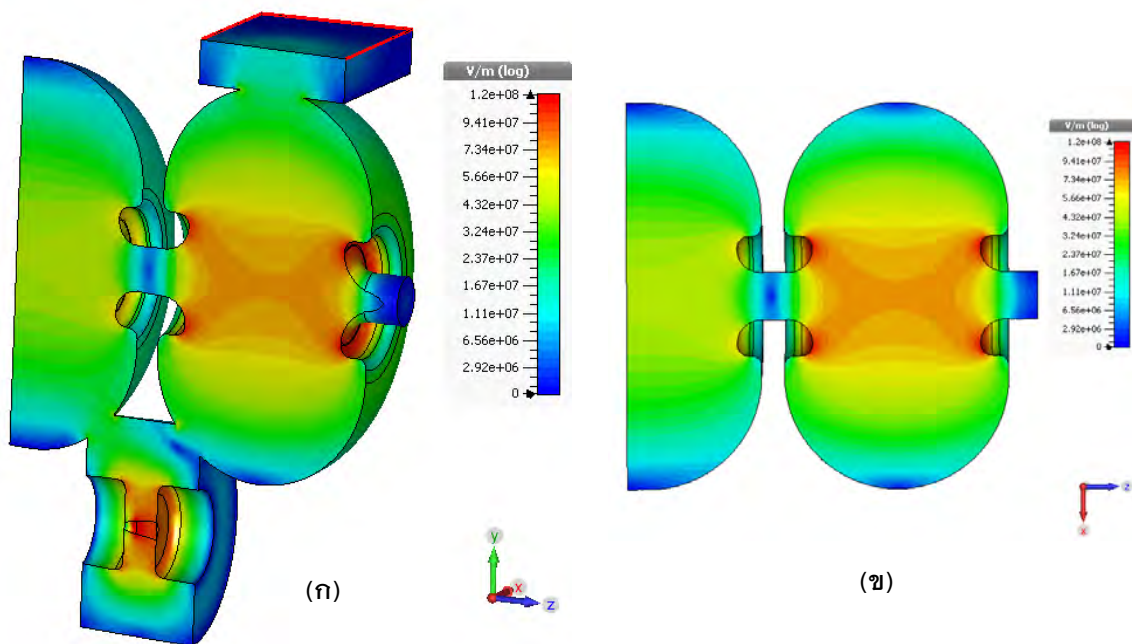 V/m (log)
1.2e+08
9.41e+07
7.34e+07
5.66e+07
4.32e+07
3.24e+07
2.37e+07
1.67e+07
1.11e+07
6.56e+06
2.92e+06
0
y
x
z
(ก)
V/m (log)
1.2e+08
9.41e+07
7.34e+07
5.66e+07
4.32e+07
3.24e+07
2.37e+07
1.67e+07
1.11e+07
6.56e+06
2.92e+06
0
z
x
(ข)